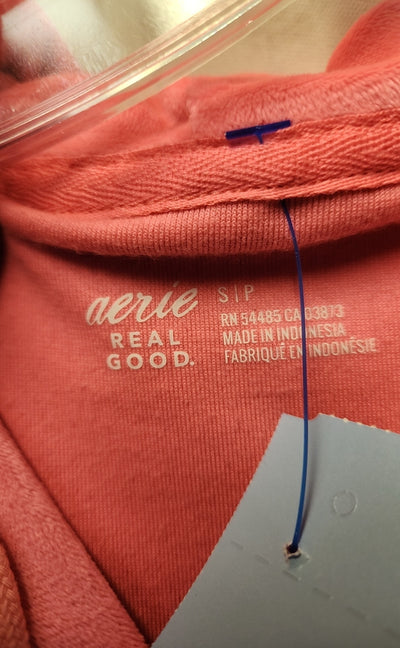 aerie
REAL
GOOD.
S|P
RN 54485 CA 03873
MADE IN INDONESIA
FABRIQUÉ EN INDONÉSIE